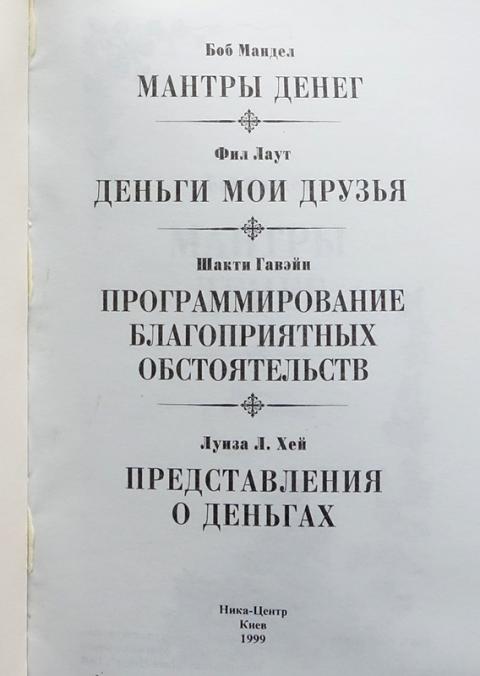 Боб Мандел
МАНТРЫ ДЕНЕГ
Фил Лаут
ДЕНЬГИ МОИ ДРУЗЬЯ
Шакти Гавэйн
ПРОГРАММИРОВАНИЕ
БЛАГОПРИЯТНЫХ
ОБСТОЯТЕЛЬСТВ
Луиза Л. Хей
ПРЕДСТАВЛЕНИЯ
О ДЕНЬГАХ
Ника-Центр
Киев
1999